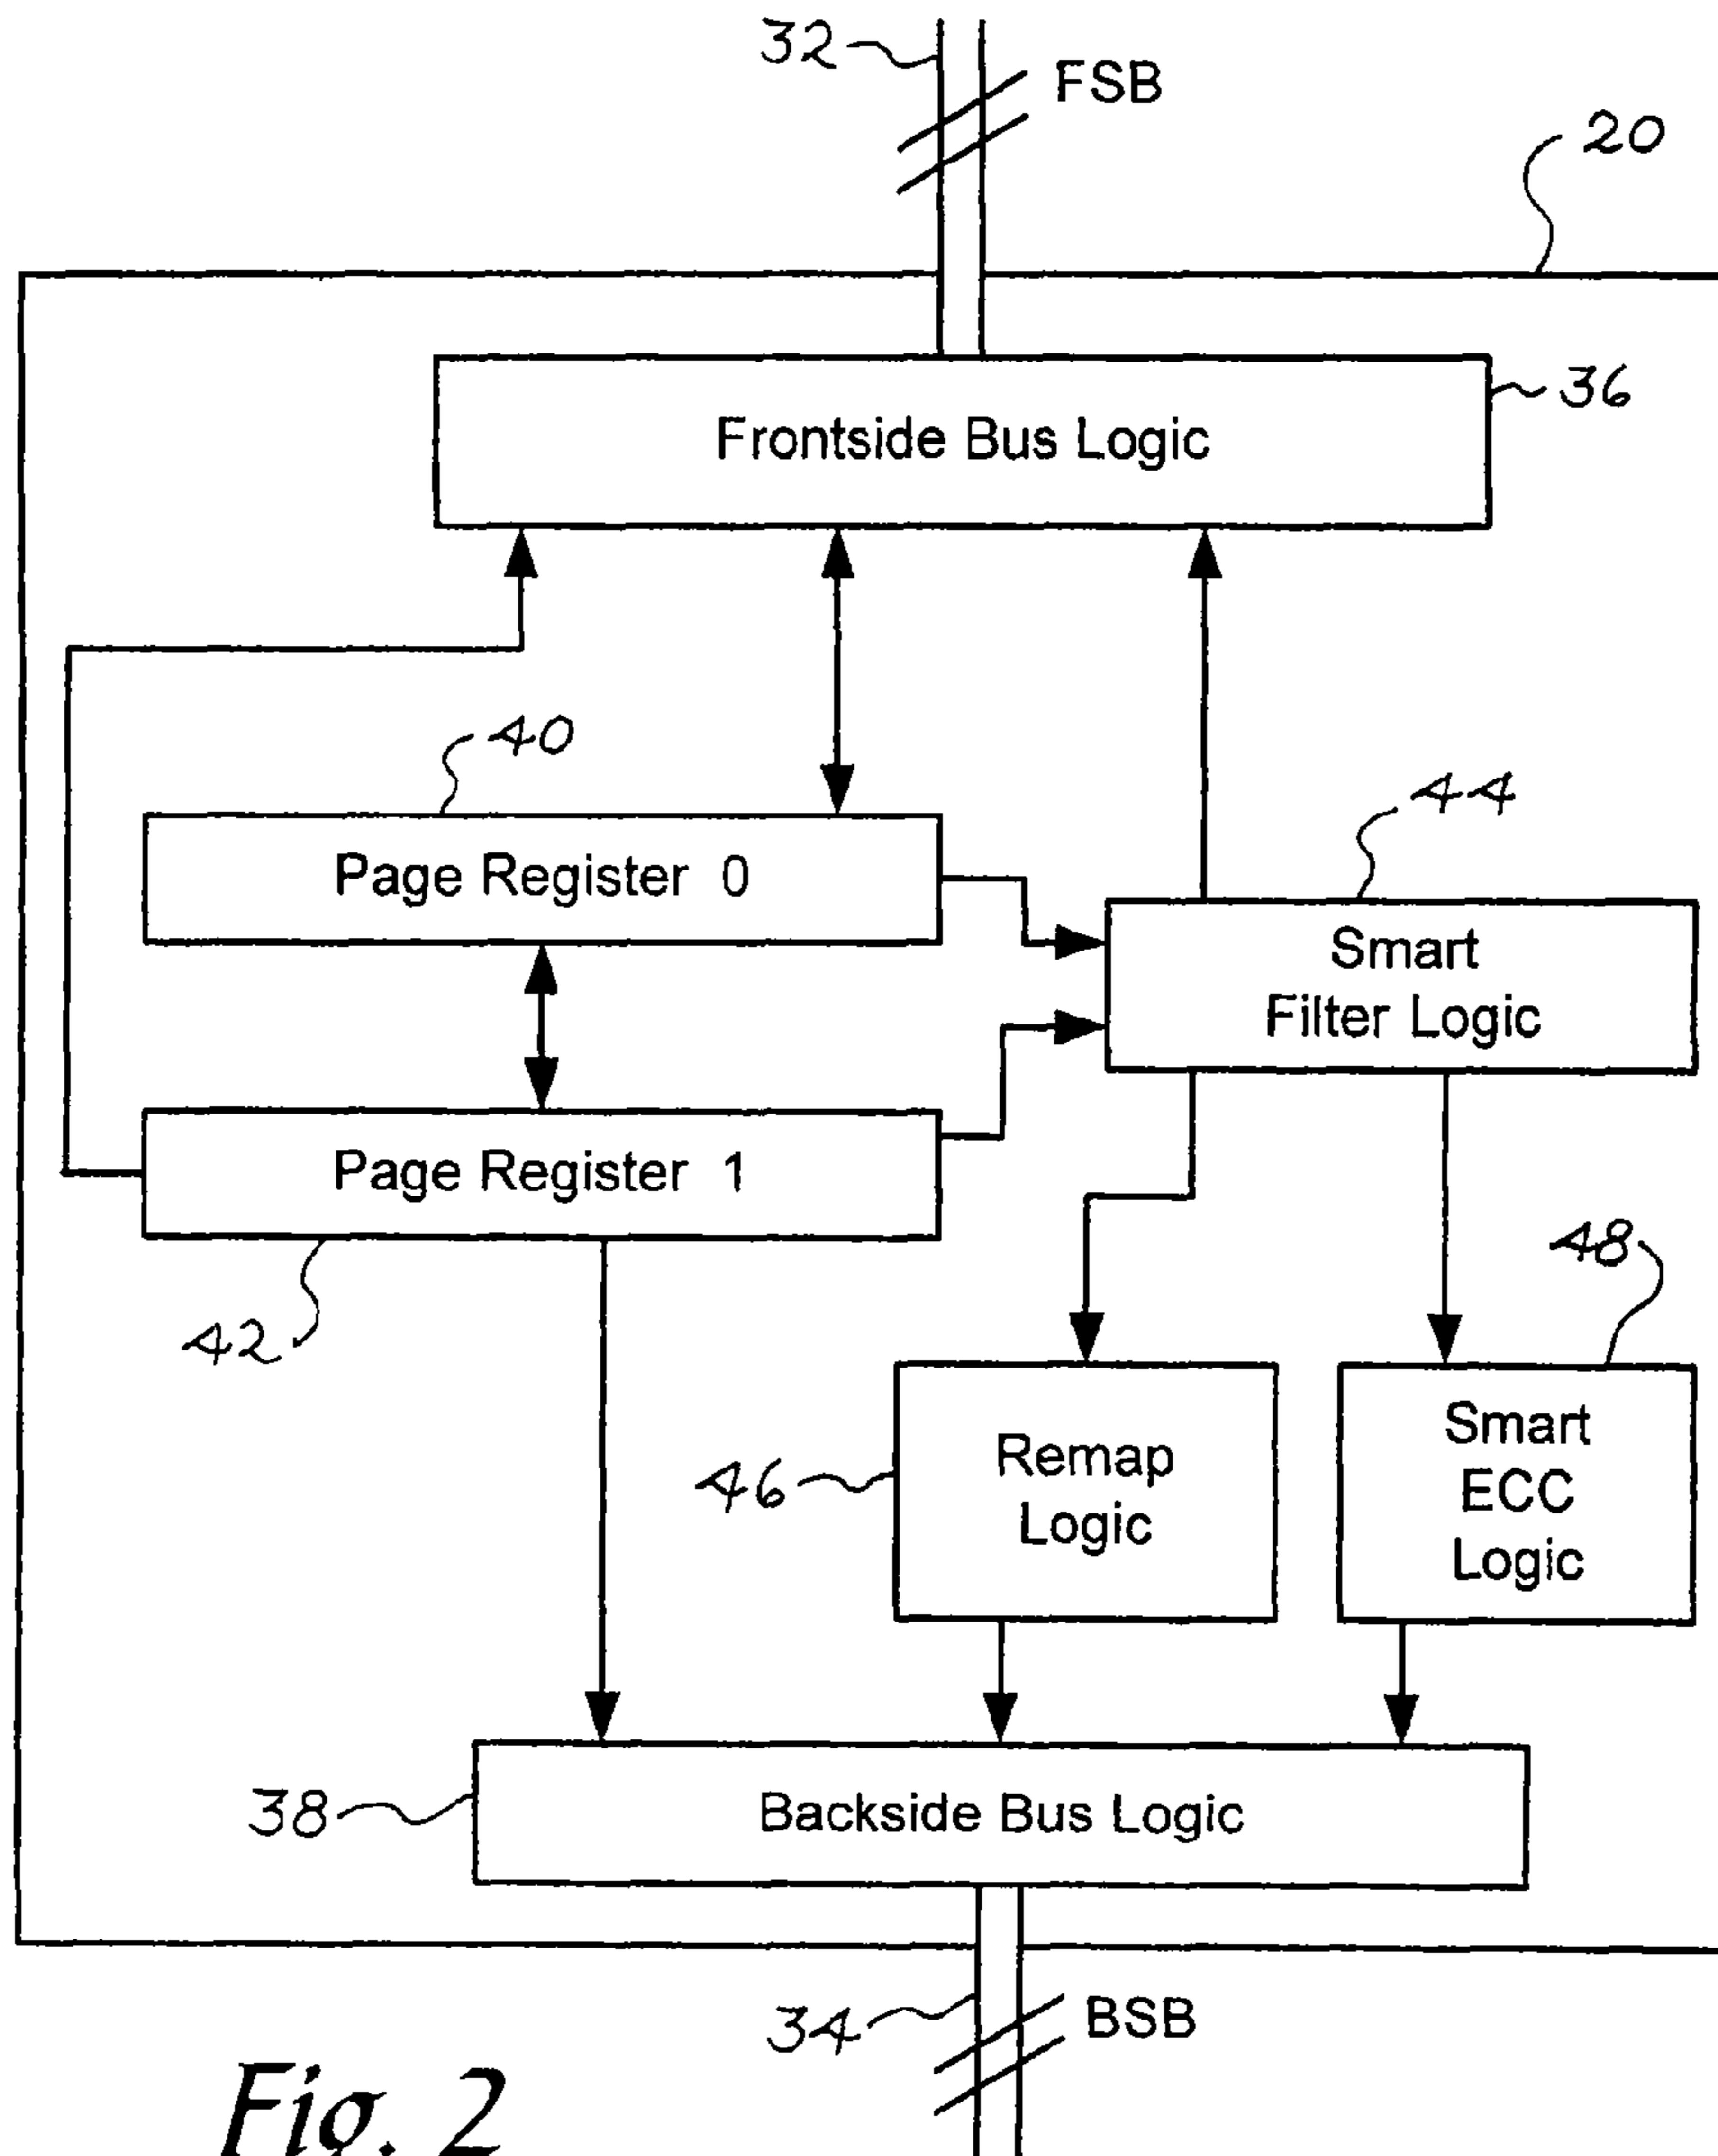 32
FSB
20
Frontside Bus Logic
36
40
44
Page Register 0
Smart
Filter Logic
Page Register 1
42
48
46
Remap
Logic
Smart
ECC
Logic
38
Backside Bus Logic
34
BSB
Fig. 2